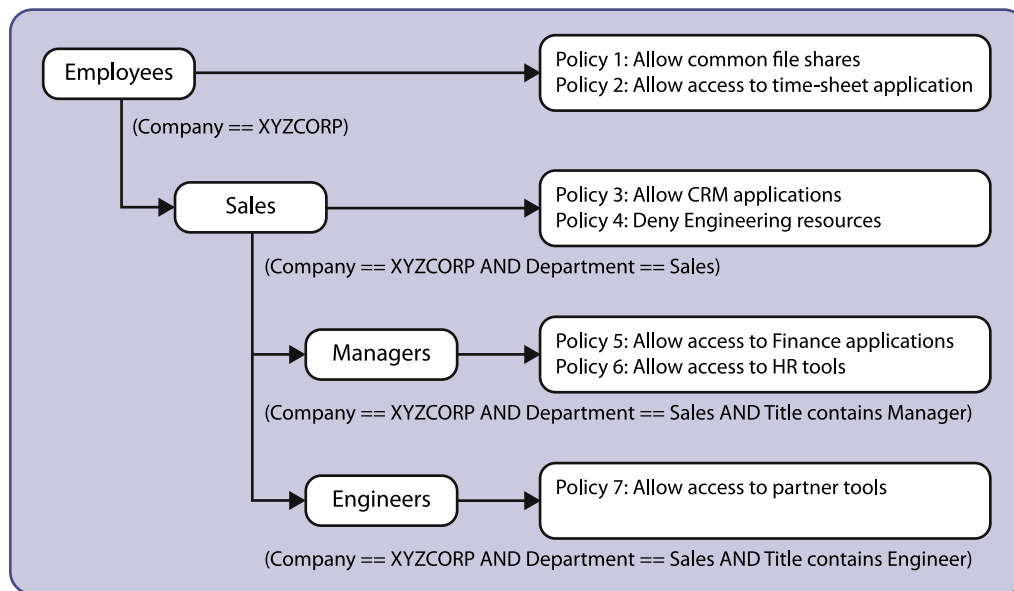 Employees
Policy 1: Allow common file shares
Policy 2: Allow access to time-sheet application
(Company == XYZCORP)
Sales
Policy 3: Allow CRM applications
Policy 4: Deny Engineering resources
(Company == XYZCORP AND Department == Sales)
Managers
Policy 5: Allow access to Finance applications
Policy 6: Allow access to HR tools
(Company == XYZCORP AND Department == Sales AND Title contains Manager)
Engineers
Policy 7: Allow access to partner tools
(Company == XYZCORP AND Department == Sales AND Title contains Engineer)